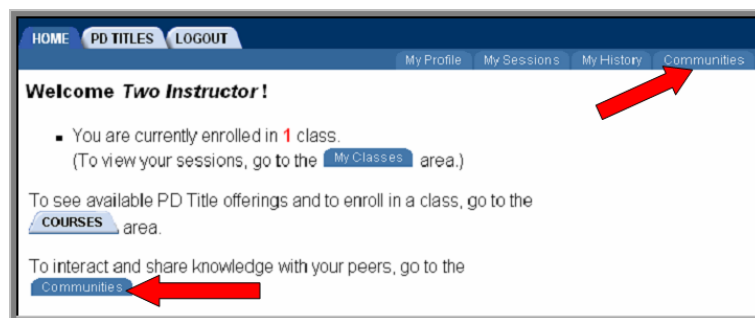 HOME PD TITLES LOGOUT
My Profile My Sessions My History Communities
Welcome Two Instructor!
You are currently enrolled in 1 class.
(To view your sessions, go to the My Classes area.)
To see available PD Title offerings and to enroll in a class, go to the
COURSES area.
To interact and share knowledge with your peers, go to the
Communities